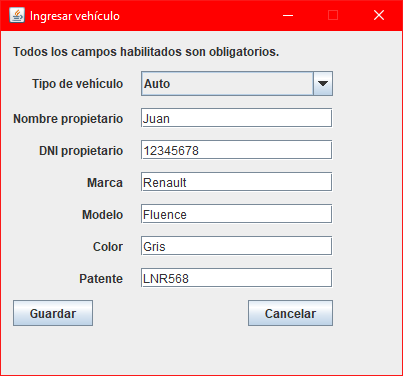 Ingresar vehículo
Todos los campos habilitados son obligatorios.
Tipo de vehículo Auto
Nombre propietario Juan
DNI propietario 12345678
Marca Renault
Modelo Fluence
Color Gris
Patente LNR568
Guardar Cancelar